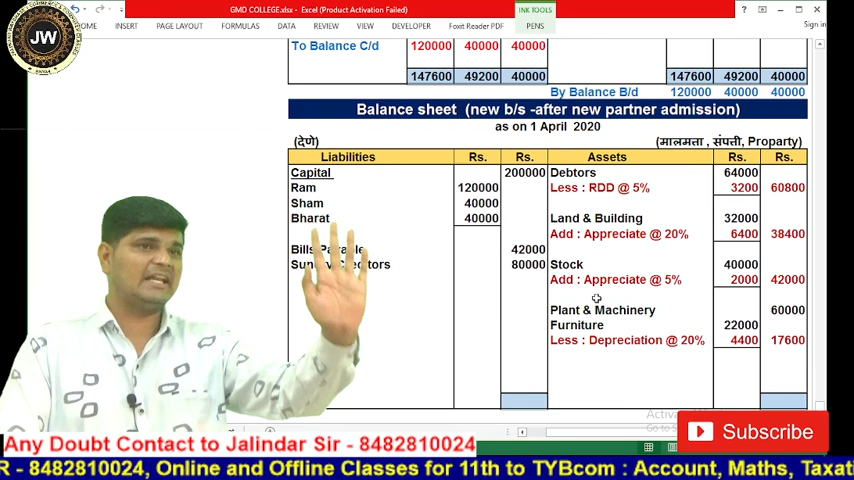 JW
GMD COLLEGE.xlsx - Excel (Product Activation Failed)
INK TOOLS
Sign in
HOME INSERT PAGE LAYOUT FORMULAS DATA REVIEW VIEW DEVELOPER Foxit Reader PDF PENS
To Balance C/d 120000 40000 40000
147600 49200 40000 147600 49200 40000
By Balance B/d 120000 40000 40000
Balance sheet (new b/s -after new partner admission)
as on 1 April 2020
(देणे) (मालमत्ता , संपत्ती, Proparty)
Liabilities Rs. Rs. Assets Rs. Rs.
Capital 200000 Debtors 64000
Ram 120000 Less : RDD @ 5% 3200 60800
Sham 40000
Bharat 40000 Land & Building 32000
Add : Appreciate @ 20% 6400 38400
Bills Payable 42000
Sundry Creditors 80000 Stock 40000
Add : Appreciate @ 5% 2000 42000
Plant & Machinery 60000
Furniture 22000
Less : Depreciation @ 20% 4400 17600
Subscribe
Any Doubt Contact to Jalindar Sir - 8482810024
R - 8482810024, Online and Offline Classes for 11th to TYBcom : Account, Maths, Taxati